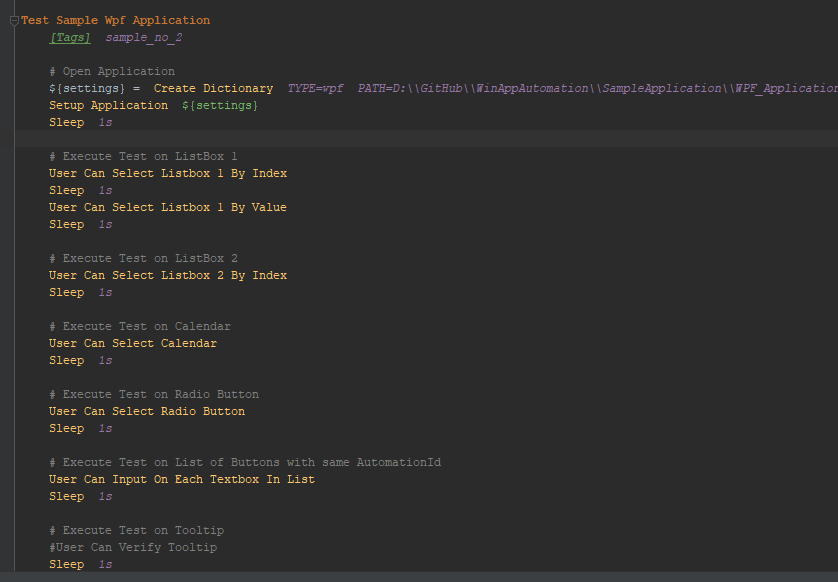 Test Sample Wpf Application
[Tags] sample_no_2
# Open Application
${settings} = Create Dictionary TYPE=wpf PATH=D:\\GitHub\\WinAppAutomation\\SampleApplication\\WPF_Application
Setup Application ${settings}
Sleep 1s
# Execute Test on ListBox 1
User Can Select Listbox 1 By Index
Sleep 1s
User Can Select Listbox 1 By Value
Sleep 1s
# Execute Test on ListBox 2
User Can Select Listbox 2 By Index
Sleep 1s
# Execute Test on Calendar
User Can Select Calendar
Sleep 1s
# Execute Test on Radio Button
User Can Select Radio Button
Sleep 1s
# Execute Test on List of Buttons with same AutomationId
User Can Input On Each Textbox In List
Sleep 1s
# Execute Test on Tooltip
#User Can Verify Tooltip
Sleep 1s